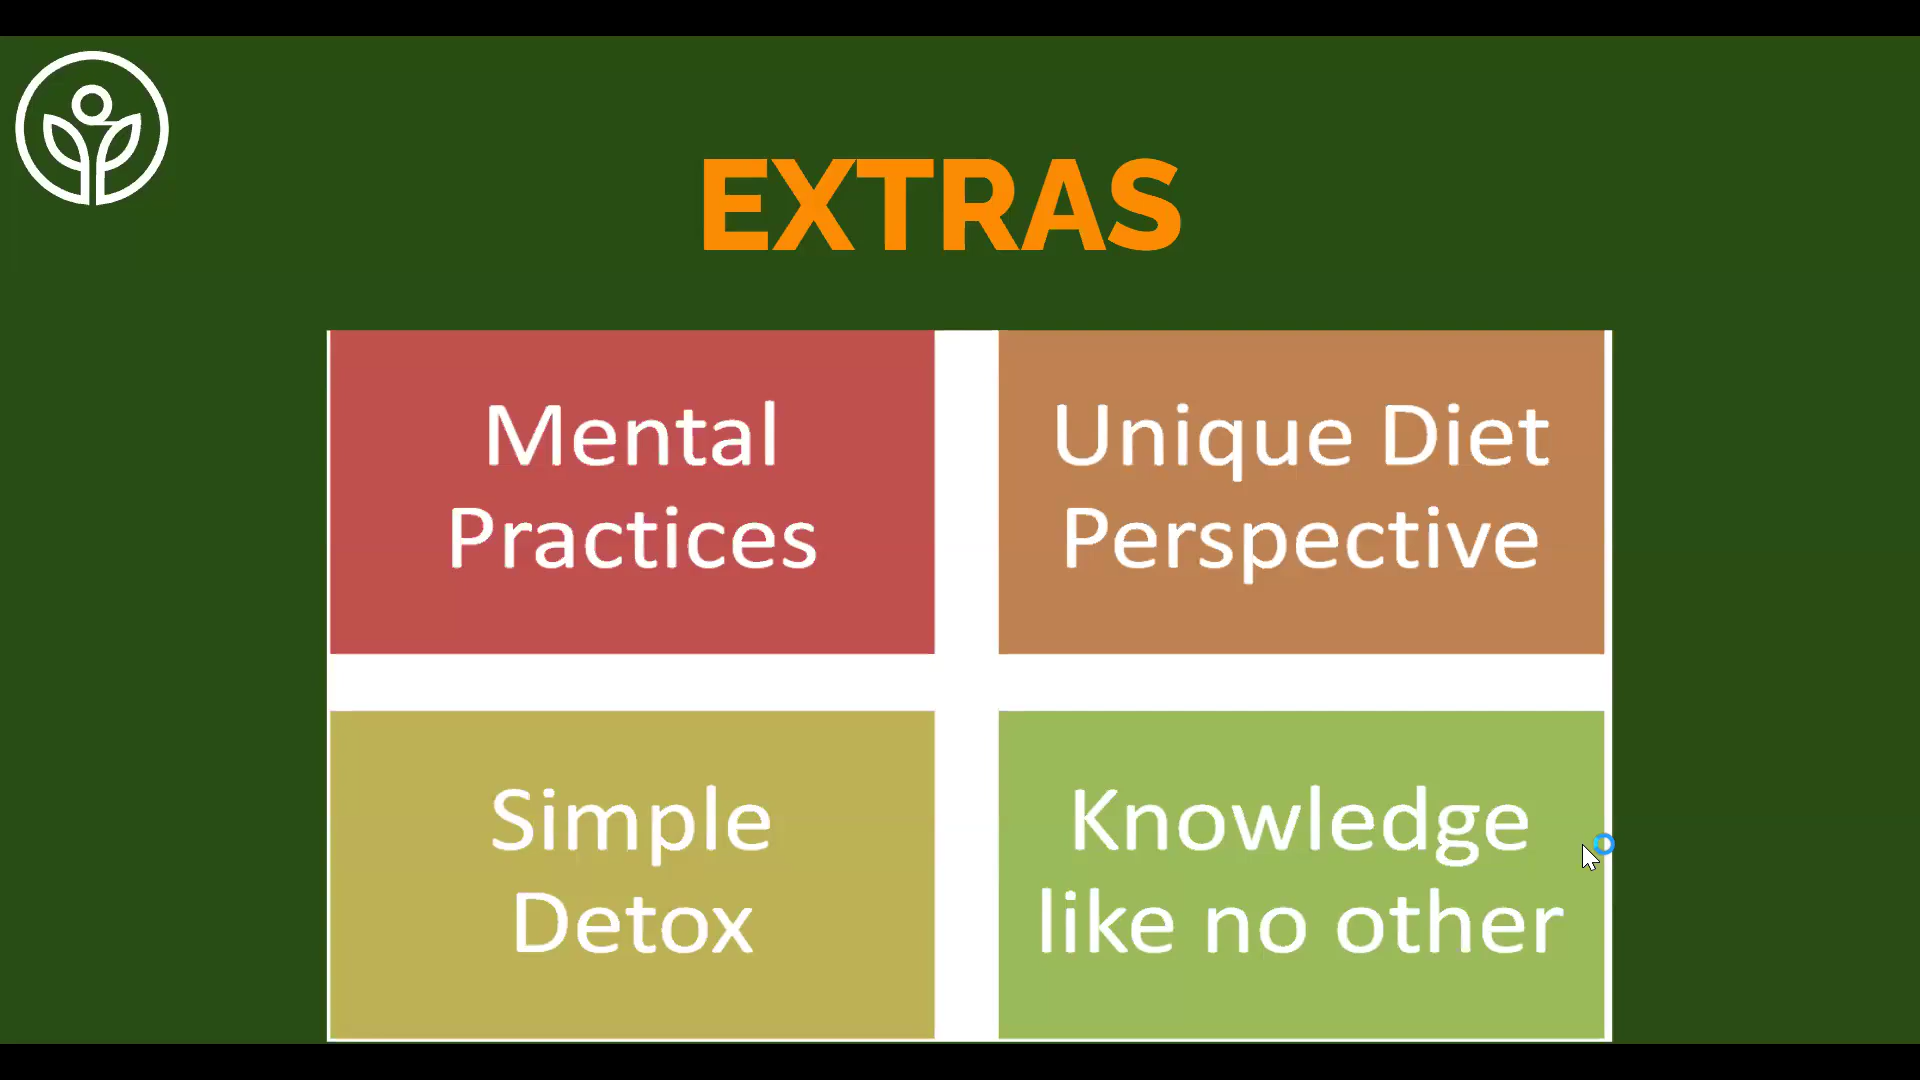 EXTRAS
Mental
Practices
Unique Diet
Perspective
Simple
Detox
Knowledge
like no other